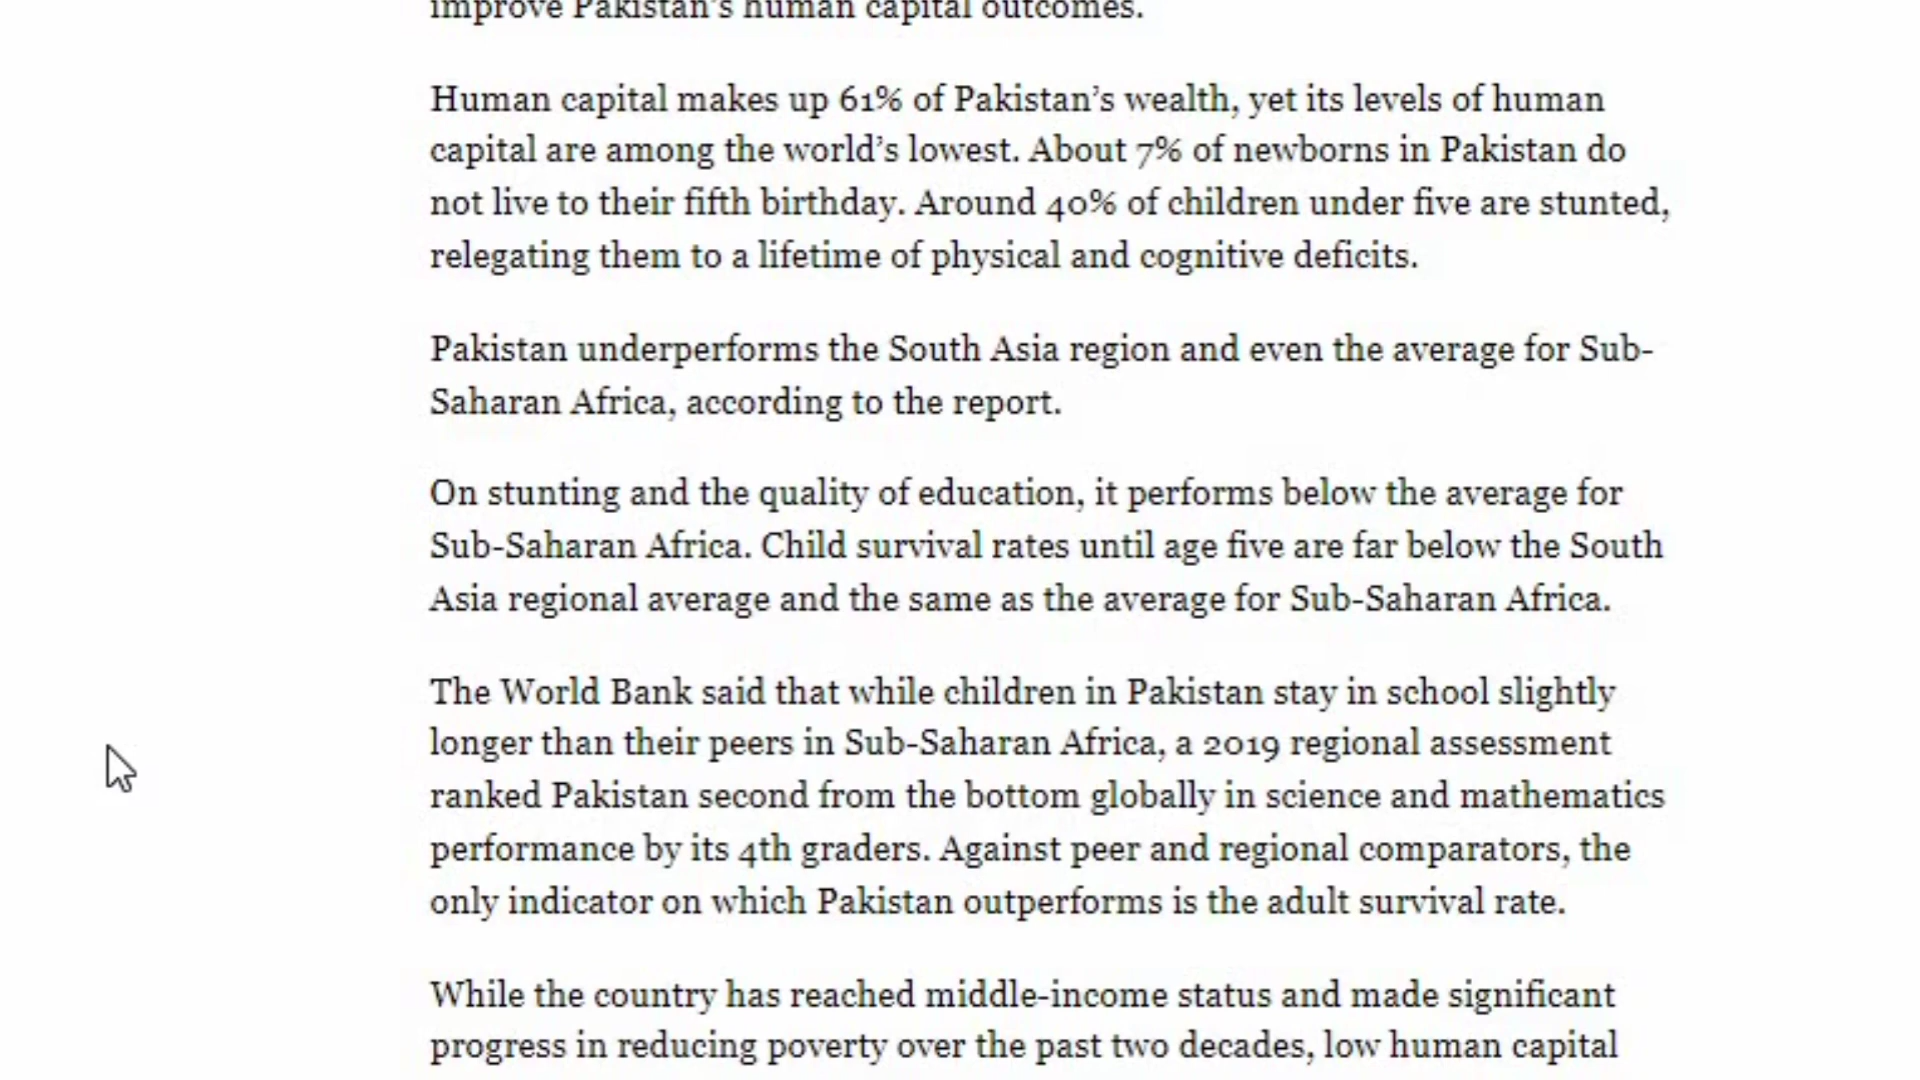 improve Pakistan's human capital outcomes.
Human capital makes up 61% of Pakistan's wealth, yet its levels of human
capital are among the world's lowest. About 7% of newborns in Pakistan do
not live to their fifth birthday. Around 40% of children under five are stunted,
relegating them to a lifetime of physical and cognitive deficits.
Pakistan underperforms the South Asia region and even the average for Sub-
Saharan Africa, according to the report.
On stunting and the quality of education, it performs below the average for
Sub-Saharan Africa. Child survival rates until age five are far below the South
Asia regional average and the same as the average for Sub-Saharan Africa.
The World Bank said that while children in Pakistan stay in school slightly
longer than their peers in Sub-Saharan Africa, a 2019 regional assessment
ranked Pakistan second from the bottom globally in science and mathematics
performance by its 4th graders. Against peer and regional comparators, the
only indicator on which Pakistan outperforms is the adult survival rate.
While the country has reached middle-income status and made significant
progress in reducing poverty over the past two decades, low human capital